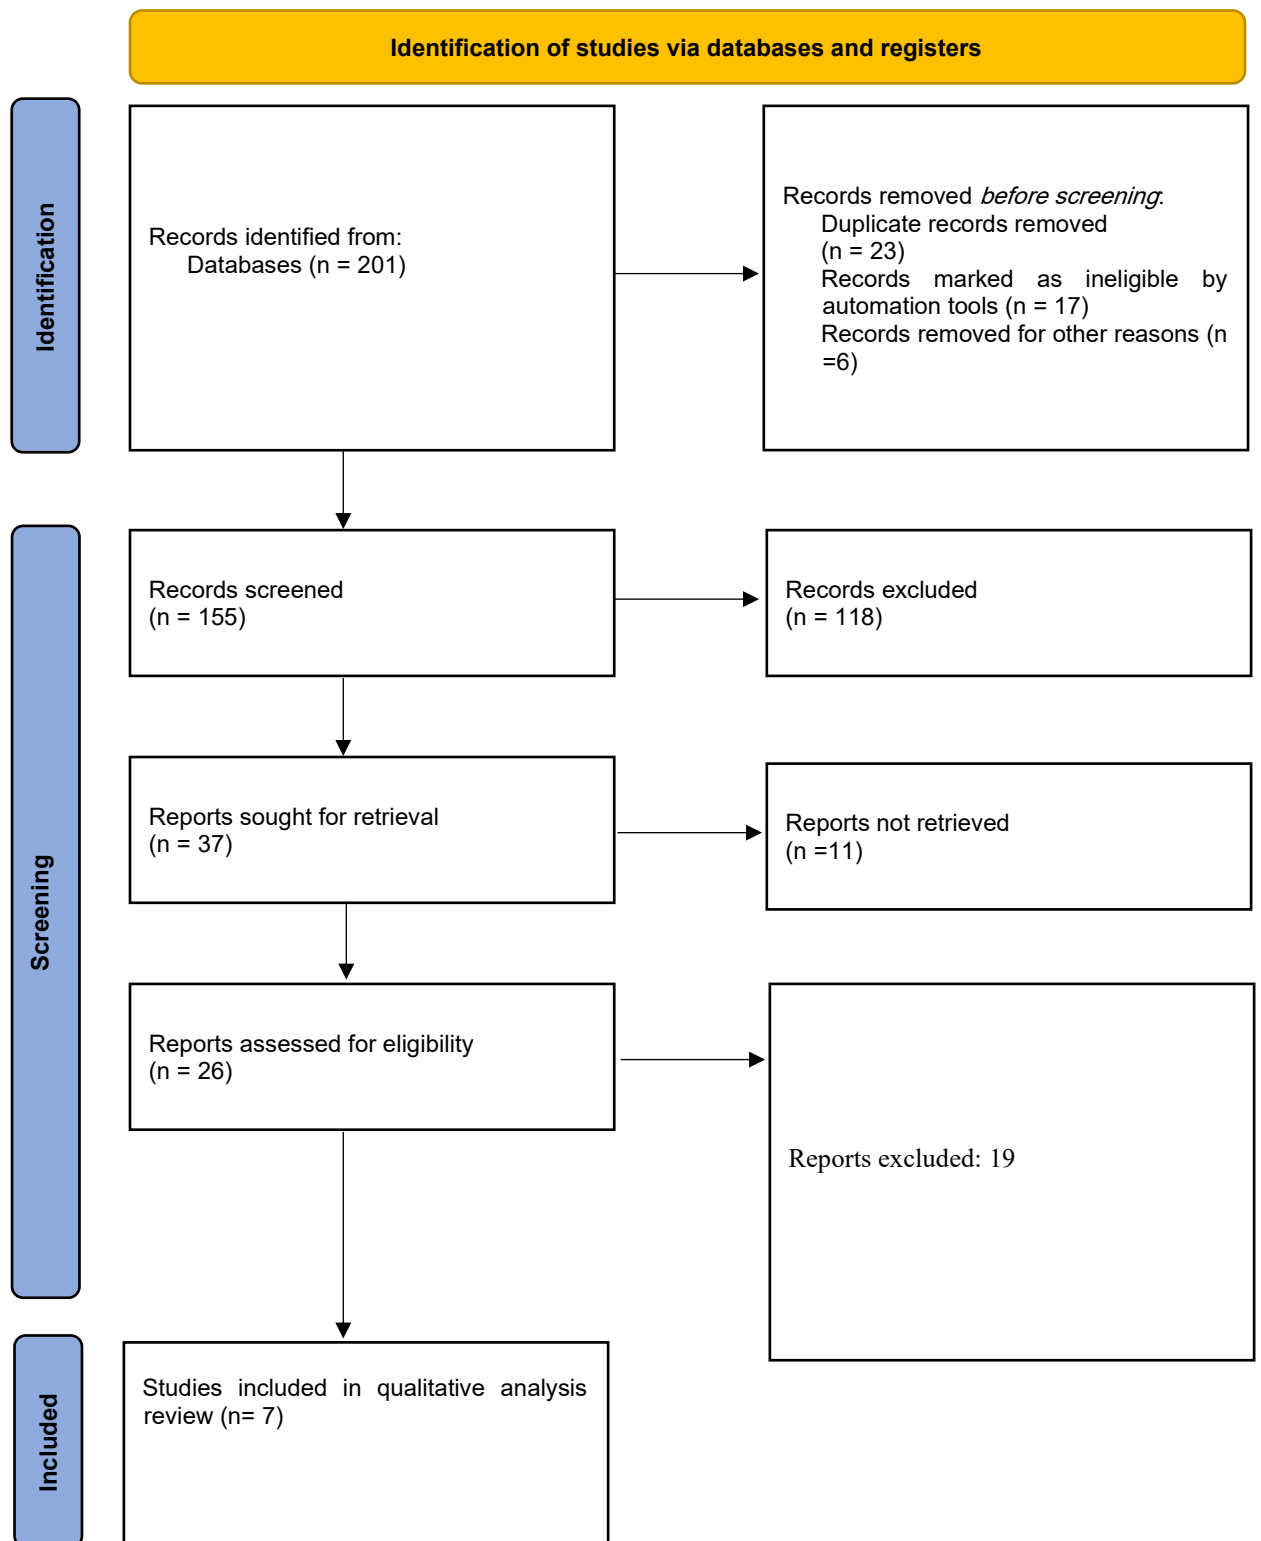 Identification of studies via databases and registers
Identification
Records identified from:
Databases (n = 201)
Records removed before screening:
Duplicate records removed
(n = 23)
Records marked as ineligible by
automation tools (n = 17)
Records removed for other reasons (n
=6)
Screening
Records screened
(n = 155)
Records excluded
(n = 118)
Reports sought for retrieval
(n = 37)
Reports not retrieved
(n =11)
Reports assessed for eligibility
(n = 26)
Reports excluded: 19
Included
Studies included in qualitative analysis
review (n= 7)